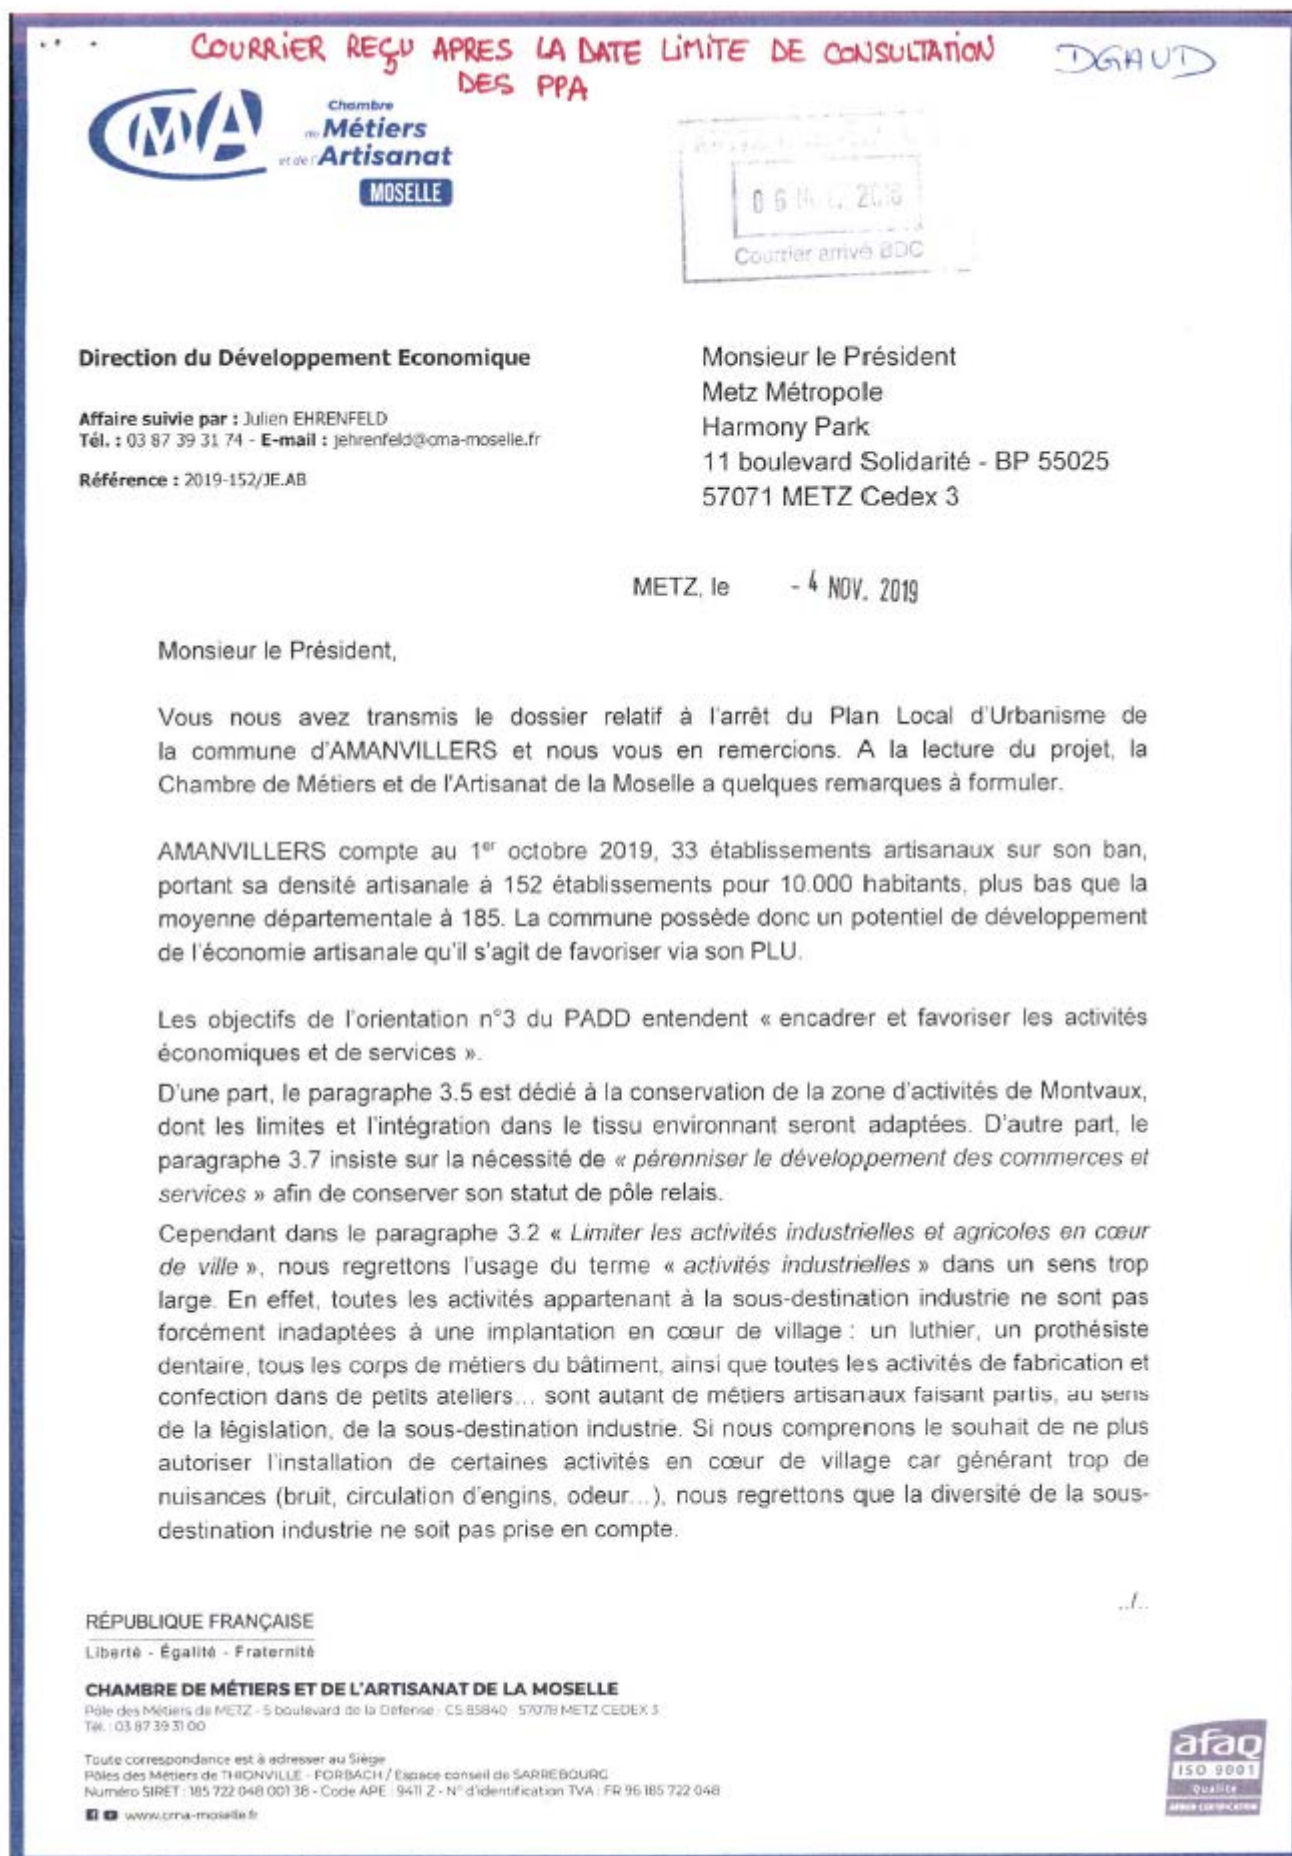 COURRIER REÇU APRES LA DATE LIMITE DE CONSULTATION
DES PPA
DGAUD
CMA
Chambre
de Métiers
et de l'Artisanat
MOSELLE
0 6
Courrier arrivé BDC
Direction du Développement Economique
Affaire suivie par : Julien EHRENFELD
Tél. : 03 87 39 31 74 - E-mail : jehrenfeld@cma-moselle.fr
Référence : 2019-152/JE.AB
Monsieur le Président
Metz Métropole
Harmony Park
11 boulevard Solidarité - BP 55025
57071 METZ Cedex 3
METZ, le - 4 NOV. 2019
Monsieur le Président,
Vous nous avez transmis le dossier relatif à l'arrêt du Plan Local d'Urbanisme de
la commune d'AMANVILLERS et nous vous en remercions. A la lecture du projet, la
Chambre de Métiers et de l'Artisanat de la Moselle a quelques remarques à formuler.
AMANVILLERS compte au 1er octobre 2019, 33 établissements artisanaux sur son ban,
portant sa densité artisanale à 152 établissements pour 10.000 habitants, plus bas que la
moyenne départementale à 185. La commune possède donc un potentiel de développement
de l'économie artisanale qu'il s'agit de favoriser via son PLU.
Les objectifs de l'orientation n°3 du PADD entendent « encadrer et favoriser les activités
économiques et de services ».
D'une part, le paragraphe 3.5 est dédié à la conservation de la zone d'activités de Montvaux,
dont les limites et l'intégration dans le tissu environnant seront adaptées. D'autre part, le
paragraphe 3.7 insiste sur la nécessité de « pérenniser le développement des commerces et
services » afin de conserver son statut de pôle relais.
Cependant dans le paragraphe 3.2 « Limiter les activités industrielles et agricoles en cœur
de ville », nous regrettons l'usage du terme « activités industrielles » dans un sens trop
large. En effet, toutes les activités appartenant à la sous-destination industrie ne sont pas
forcément inadaptées à une implantation en cœur de village : un luthier, un prothésiste
dentaire, tous les corps de métiers du bâtiment, ainsi que toutes les activités de fabrication et
confection dans de petits ateliers... sont autant de métiers artisanaux faisant partis, au sens
de la législation, de la sous-destination industrie. Si nous comprenons le souhait de ne plus
autoriser l'installation de certaines activités en cœur de village car générant trop de
nuisances (bruit, circulation d'engins, odeur...), nous regrettons que la diversité de la sous-
destination industrie ne soit pas prise en compte.
../..
RÉPUBLIQUE FRANÇAISE
Liberté - Égalité - Fraternité
CHAMBRE DE MÉTIERS ET DE L'ARTISANAT DE LA MOSELLE
Pôle des Métiers de METZ - 5 boulevard de la Défense - CS 85840 - 57078 METZ CEDEX 3
Tél. : 03 87 39 31 00
Toute correspondance est à adresser au Siège
Pôles des Métiers de THIONVILLE - FORBACH / Espace conseil de SARREBOURG
Numéro SIRET : 185 722 048 001 38 - Code APE : 9411 Z - N° d'identification TVA : FR 96 185 722 048
www.cma-moselle.fr
afaq
ISO 9001
Qualité
AFNOR CERTIFICATION